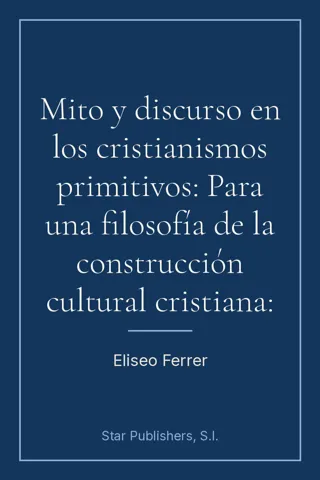 Mito y discurso en
los cristianismos
primitivos: Para
una filosofía de la
construcción
cultural cristiana:
Eliseo Ferrer
Star Publishers, S.l.